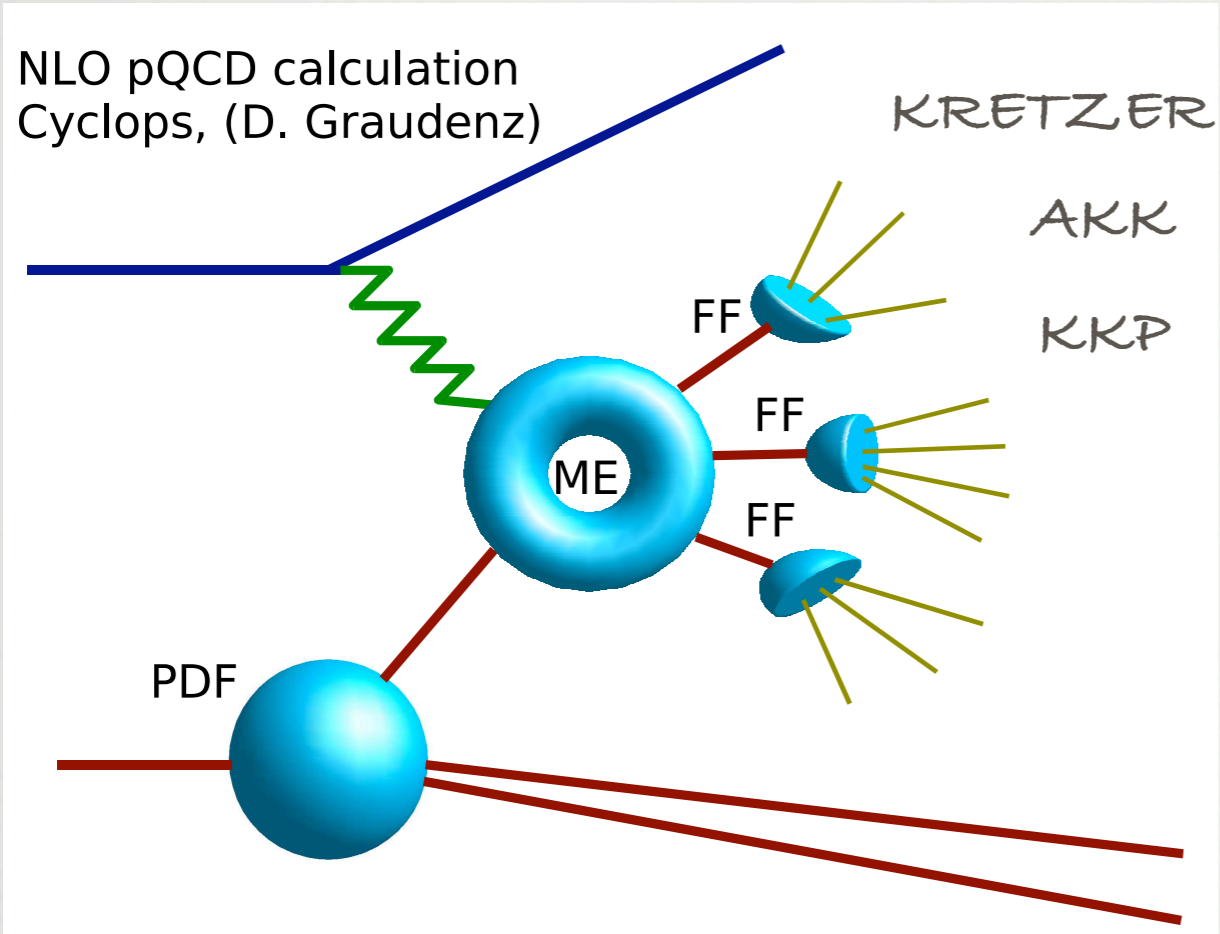 NLO pQCD calculation
Cyclops, (D. Graudenz)
KRETZER
AKK
KKP
FF
FF
FF
ME
PDF